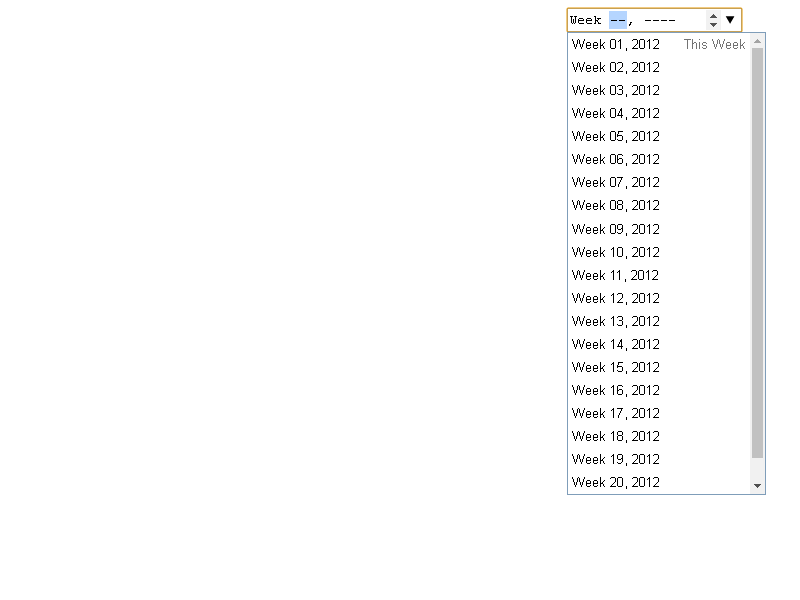 Week --, ----
Week 01, 2012 This Week
Week 02, 2012
Week 03, 2012
Week 04, 2012
Week 05, 2012
Week 06, 2012
Week 07, 2012
Week 08, 2012
Week 09, 2012
Week 10, 2012
Week 11, 2012
Week 12, 2012
Week 13, 2012
Week 14, 2012
Week 15, 2012
Week 16, 2012
Week 17, 2012
Week 18, 2012
Week 19, 2012
Week 20, 2012